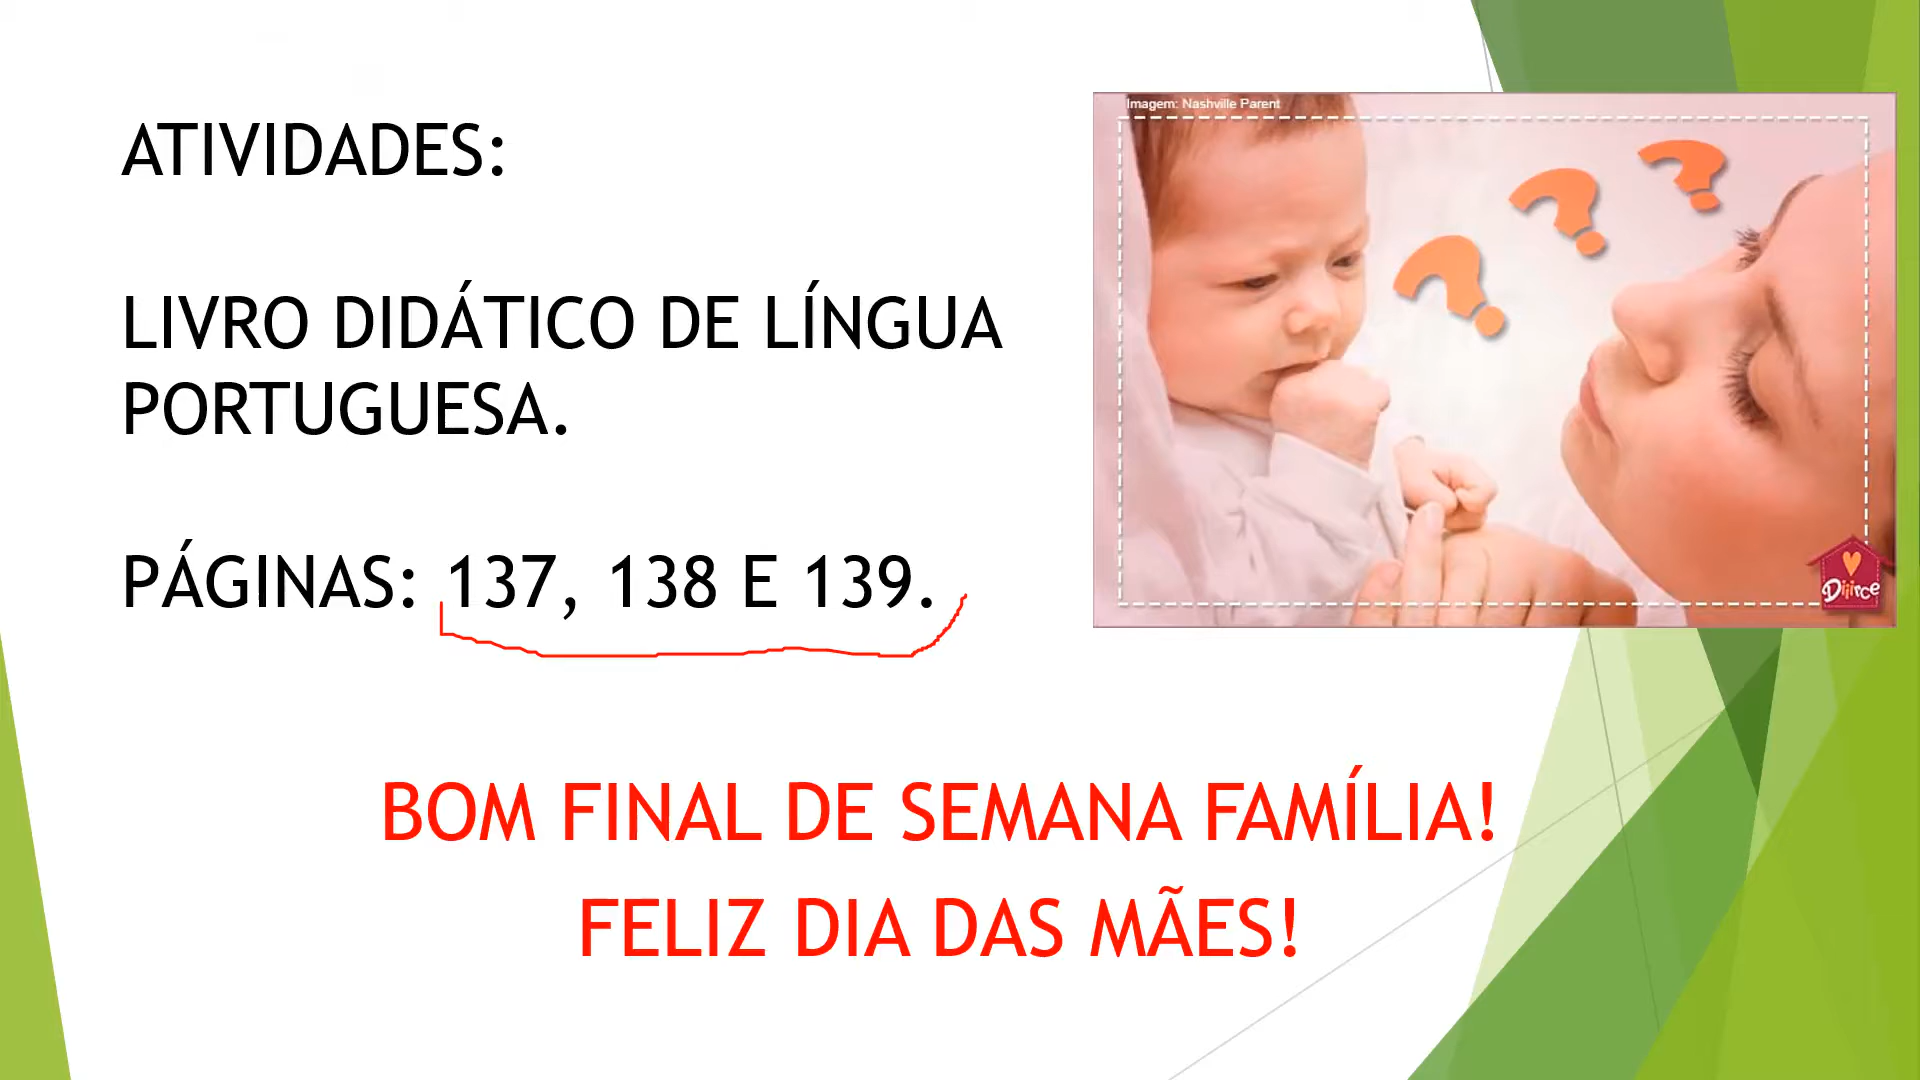 ATIVIDADES:
Imagem: Nashville Parent
? ? ?
LIVRO DIDÁTICO DE LÍNGUA
PORTUGUESA.
PÁGINAS: 137, 138 E 139.
Diiirce
BOM FINAL DE SEMANA FAMÍLIA!
FELIZ DIA DAS MÃES!